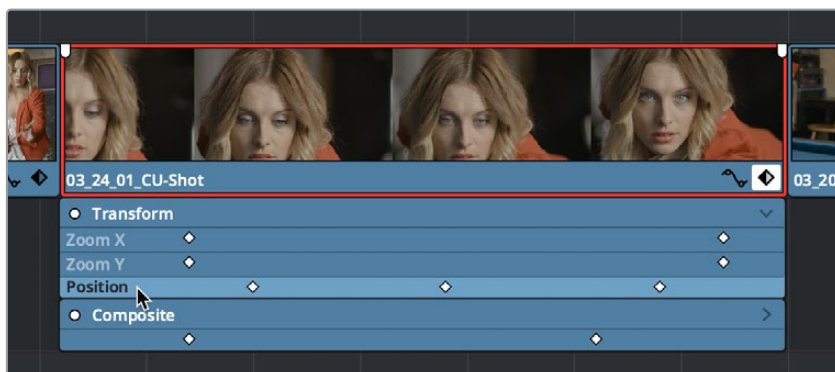 03_24_01_CU-Shot
03_20
Transform
Zoom X
Zoom Y
Position
Composite